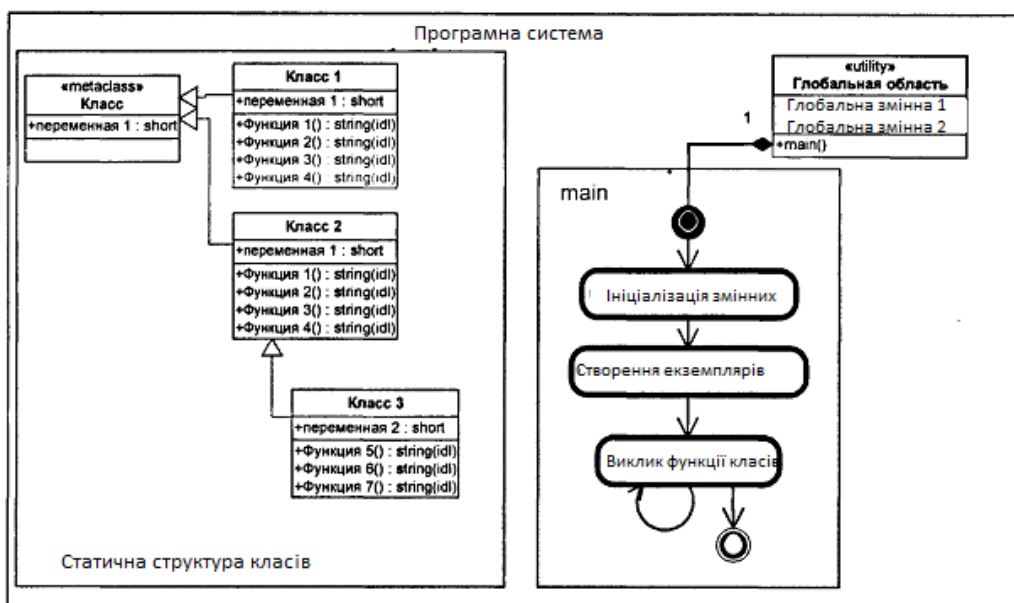 Програмна система
«metaclass»
Класс
+переменная 1 : short
Класс 1
+переменная 1 : short
+Функция 1() : string(idl)
+Функция 2() : string(idl)
+Функция 3() : string(idl)
+Функция 4() : string(idl)
Класс 2
+переменная 1 : short
+Функция 1() : string(idl)
+Функция 2() : string(idl)
+Функция 3() : string(idl)
+Функция 4() : string(idl)
Класс 3
+переменная 2 : short
+Функция 5() : string(idl)
+Функция 6() : string(idl)
+Функция 7() : string(idl)
Статична структура класів
«utility»
Глобальная область
Глобальна змінна 1
Глобальна змінна 2
+main()
1
main
Ініціалізація змінних
Створення екземплярів
Виклик функції класів